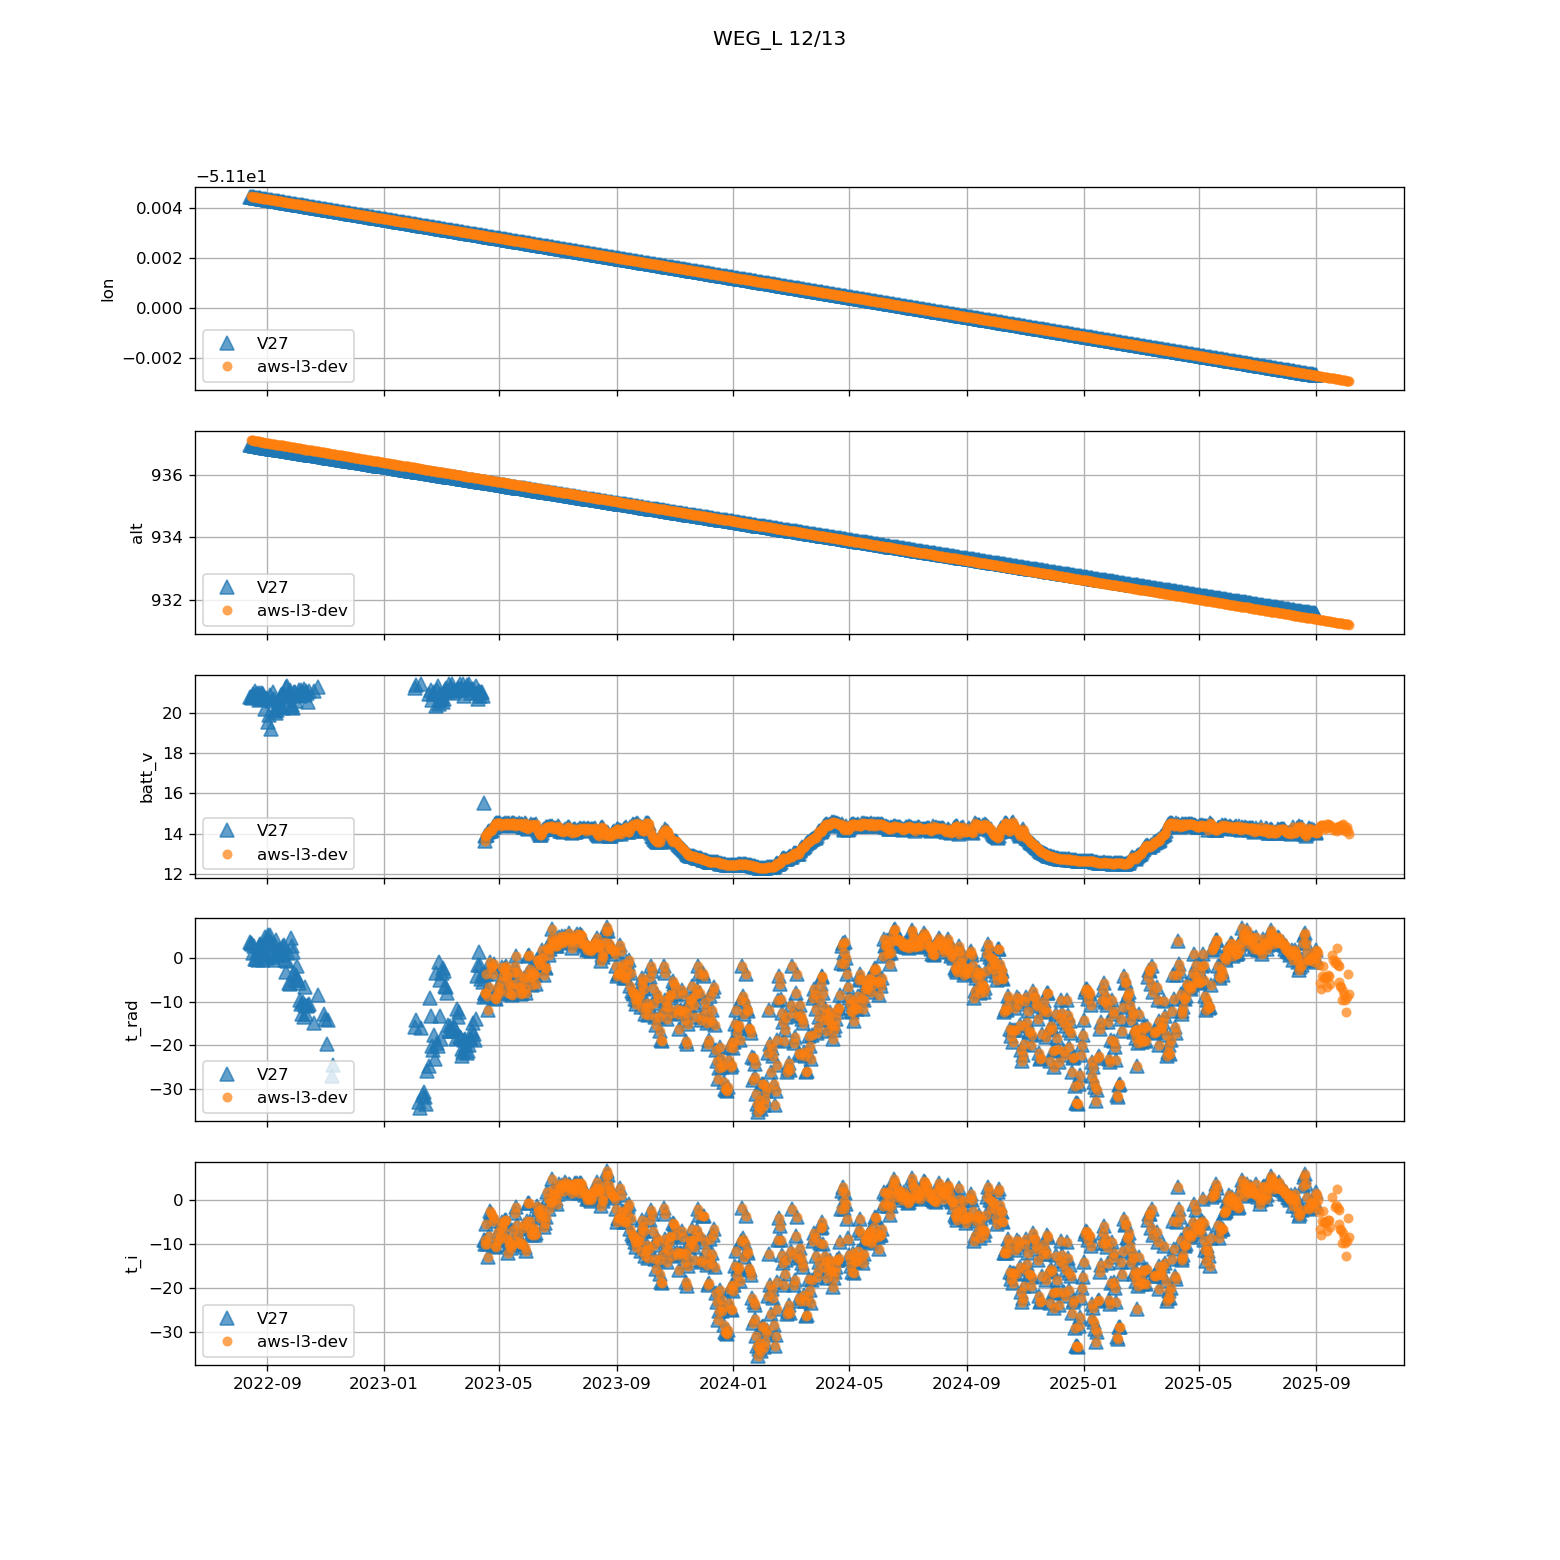 WEG_L 12/13
−5.11e1
0.004
0.002
0.000
−0.002
lon
V27
aws-l3-dev
936
934
932
alt
V27
aws-l3-dev
20
18
16
14
12
batt_v
V27
aws-l3-dev
0
−10
−20
−30
t_rad
V27
aws-l3-dev
0
−10
−20
−30
t_i
V27
aws-l3-dev
2022-09 2023-01 2023-05 2023-09 2024-01 2024-05 2024-09 2025-01 2025-05 2025-09